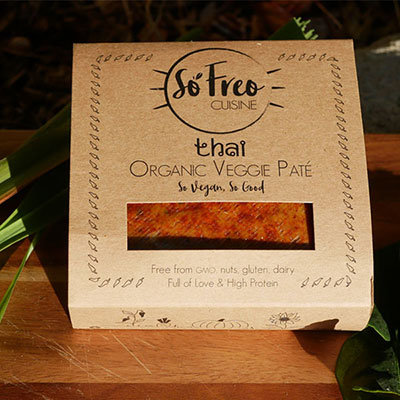 Só Freo
CUISINE
thai
ORGANIC VEGGIE PATÉ
So Vegan, So Good
Free from GMO, nuts, gluten, dairy
Full of Love & High Protein